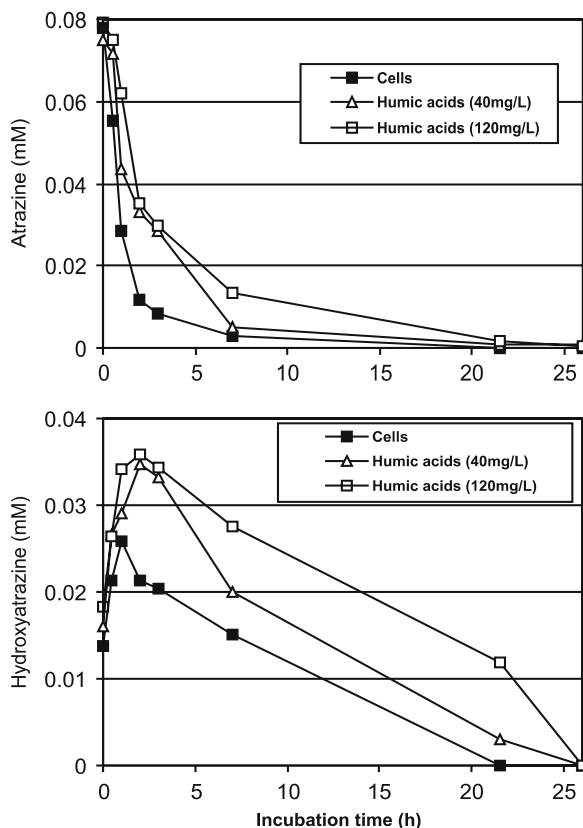 0.08
0.06
0.04
0.02
0
Atrazine (mM)
Cells
Humic acids (40mg/L)
Humic acids (120mg/L)
0 5 10 15 20 25
0.04
0.03
0.02
0.01
0
Hydroxyatrazine (mM)
Cells
Humic acids (40mg/L)
Humic acids (120mg/L)
0 5 10 15 20 25
Incubation time (h)